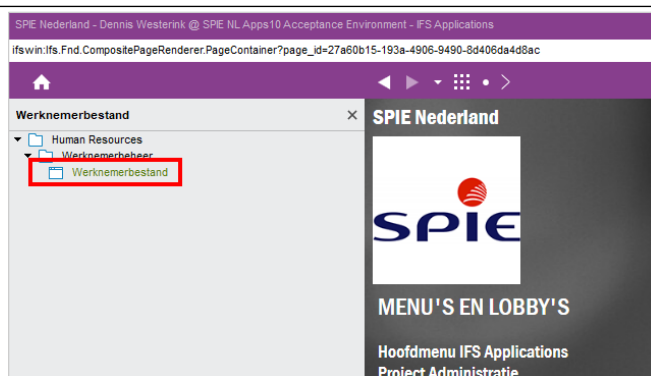 SPIE Nederland - Dennis Westerink @ SPIE NL Apps10 Acceptance Environment - IFS Applications
ifswin:Ifs.Fnd.CompositePageRenderer.PageContainer?page_id=27a60b15-193a-4906-9490-8d406da4d8ac
Werknemerbestand
Human Resources
Werknemerbeheer
Werknemerbestand
SPIE Nederland
SPIE
MENU'S EN LOBBY'S
Hoofdmenu IFS Applications
Project Administratie